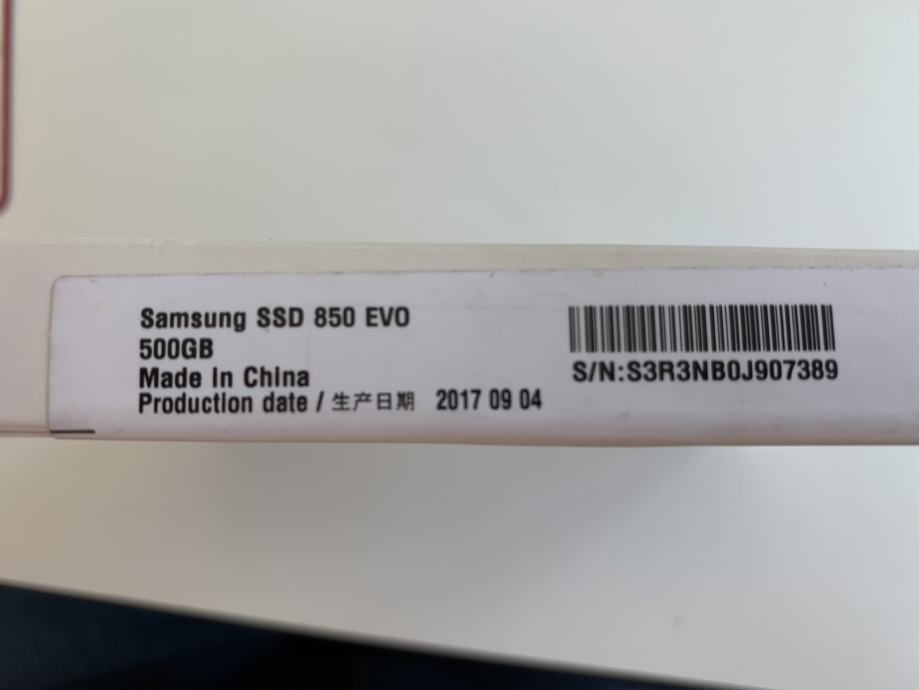 Samsung SSD 850 EVO
500GB
Made in China
Production date / 生产日期 2017 09 04
S/N:S3R3NB0J907389